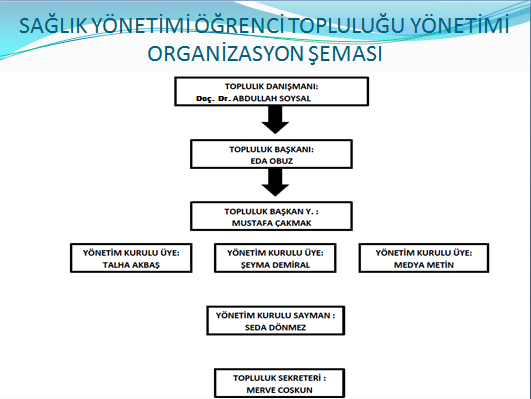 SAĞLIK YÖNETİMİ ÖĞRENCİ TOPLULUĞU YÖNETİMİ
ORGANİZASYON ŞEMASI
TOPLULIK DANIŞMANI:
Doç. Dr. ABDULLAH SOYSAL
TOPLULUK BAŞKANI:
EDA OBUZ
TOPLULUK BAŞKAN Y. :
MUSTAFA ÇAKMAK
YÖNETİM KURULU ÜYE:
TALHA AKBAŞ
YÖNETİM KURULU ÜYE:
ŞEYMA DEMİRAL
YÖNETİM KURULU ÜYE:
MEDYA METİN
YÖNETİM KURULU SAYMAN :
SEDA DÖNMEZ
TOPLULUK SEKRETERİ :
MERVE COŞKUN